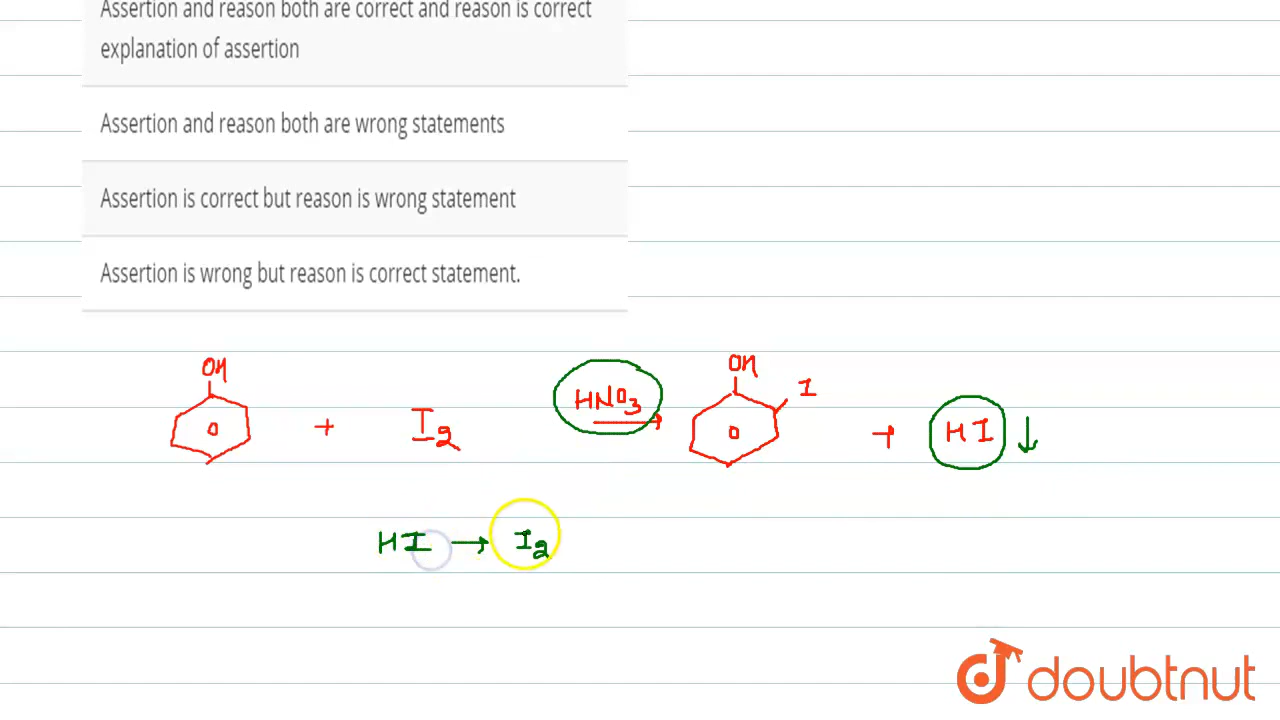 Assertion and reason both are correct and reason is correct
explanation of assertion
Assertion and reason both are wrong statements
Assertion is correct but reason is wrong statement
Assertion is wrong but reason is correct statement.
OH OH I
HNO3
+ I2 → + HI ↓
HI → I2
doubtnut